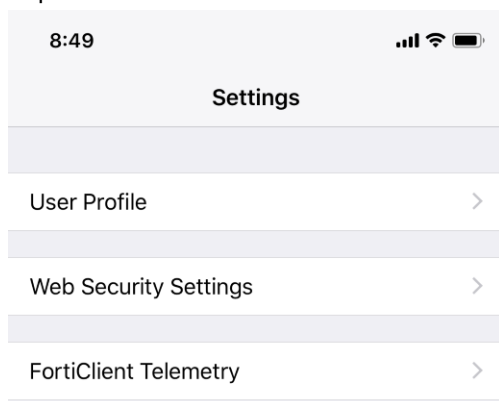 8:49
Settings
User Profile
Web Security Settings
FortiClient Telemetry